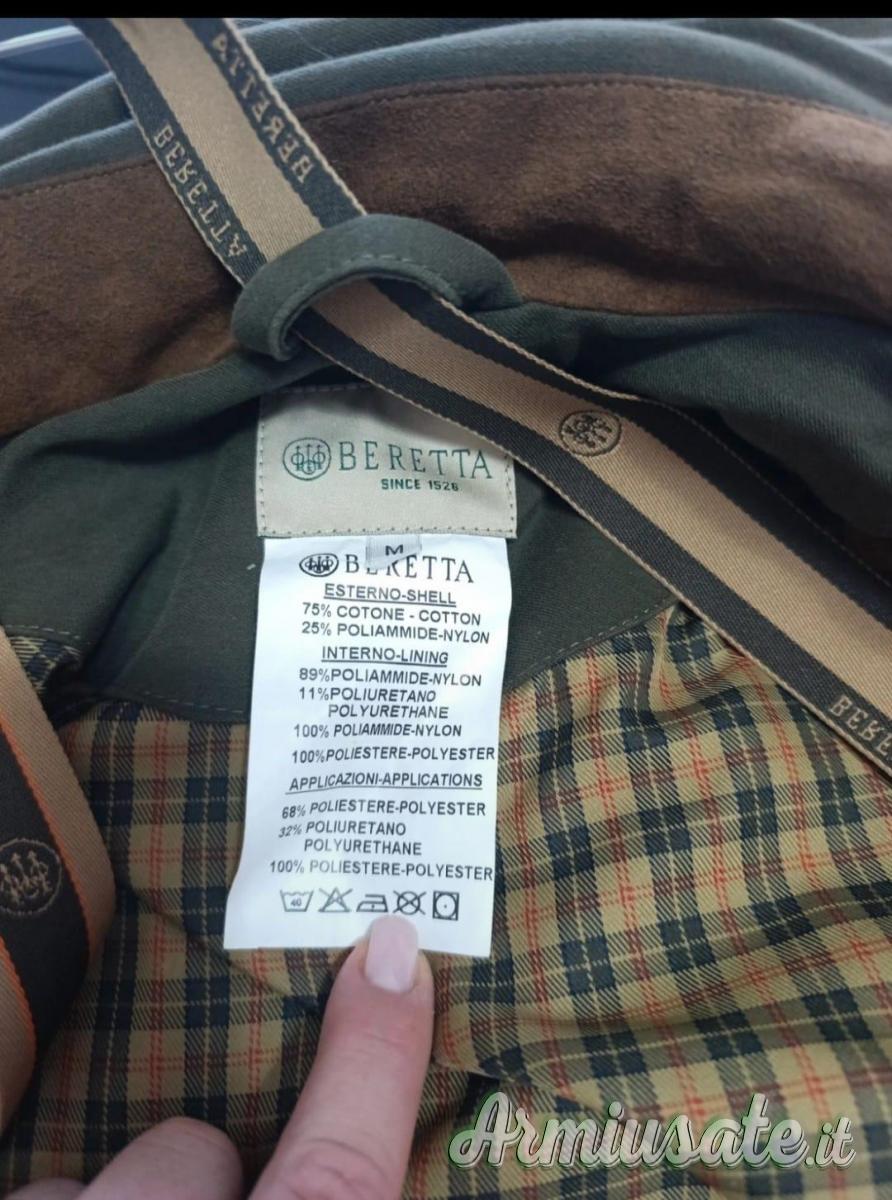 BERETTA
BERETTA
BERETTA
SINCE 1526
M
BERETTA
ESTERNO-SHELL
75% COTONE - COTTON
25% POLIAMMIDE-NYLON
INTERNO-LINING
89%POLIAMMIDE-NYLON
11%POLIURETANO
POLYURETHANE
100% POLIAMMIDE-NYLON
100%POLIESTERE-POLYESTER
APPLICAZIONI-APPLICATIONS
68% POLIESTERE-POLYESTER
32% POLIURETANO
POLYURETHANE
100% POLIESTERE-POLYESTER
40
BERE
Armiusate.it